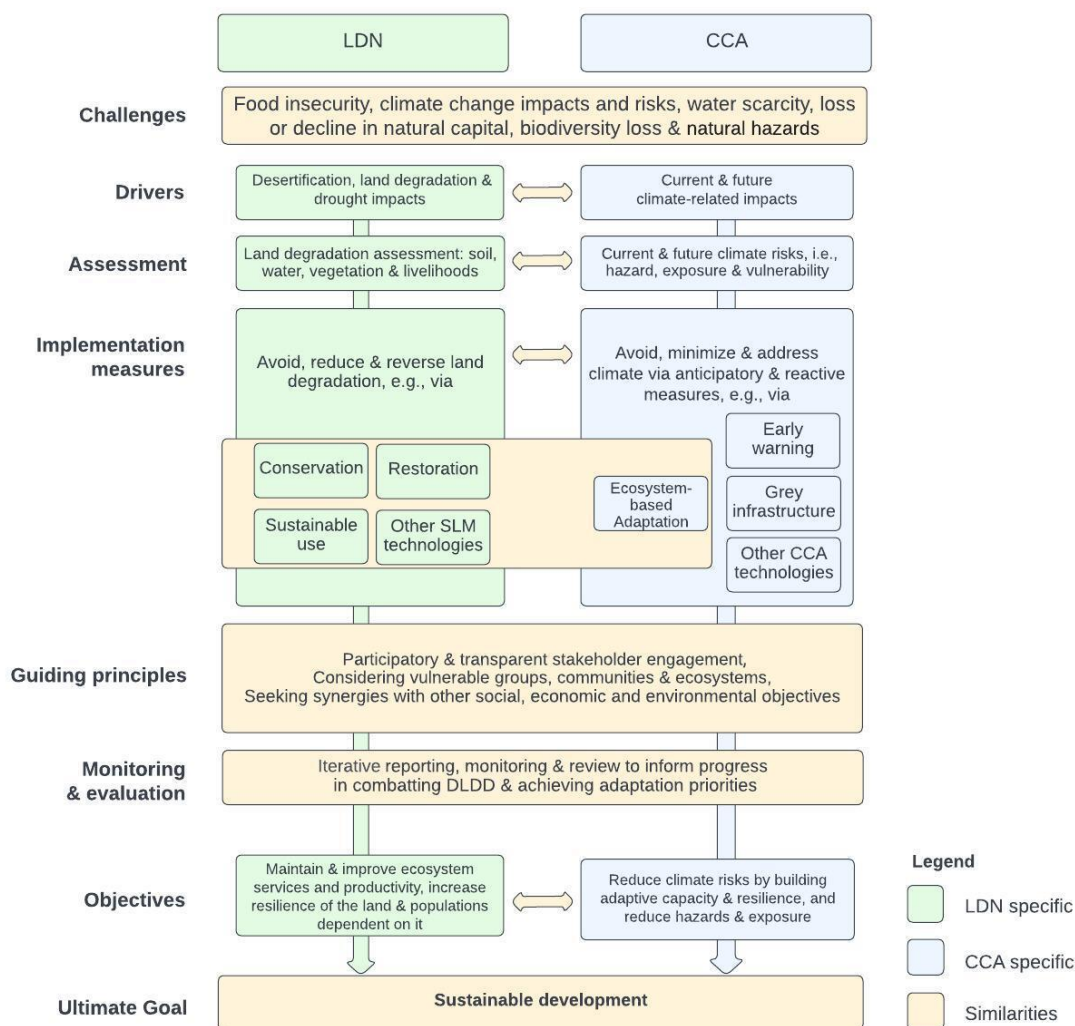 LDN
CCA
Challenges
Food insecurity, climate change impacts and risks, water scarcity, loss
or decline in natural capital, biodiversity loss & natural hazards
Drivers
Desertification, land degradation &
drought impacts
Current & future
climate-related impacts
Assessment
Land degradation assessment: soil,
water, vegetation & livelihoods
Current & future climate risks, i.e.,
hazard, exposure & vulnerability
Implementation
measures
Avoid, reduce & reverse land
degradation, e.g., via
Avoid, minimize & address
climate via anticipatory & reactive
measures, e.g., via
Conservation
Restoration
Sustainable
use
Other SLM
technologies
Ecosystem-
based
Adaptation
Early
warning
Grey
infrastructure
Other CCA
technologies
Guiding principles
Participatory & transparent stakeholder engagement,
Considering vulnerable groups, communities & ecosystems,
Seeking synergies with other social, economic and environmental objectives
Monitoring
& evaluation
Iterative reporting, monitoring & review to inform progress
in combatting DLDD & achieving adaptation priorities
Objectives
Maintain & improve ecosystem
services and productivity, increase
resilience of the land & populations
dependent on it
Reduce climate risks by building
adaptive capacity & resilience, and
reduce hazards & exposure
Ultimate Goal
Sustainable development
Legend
LDN specific
CCA specific
Similarities